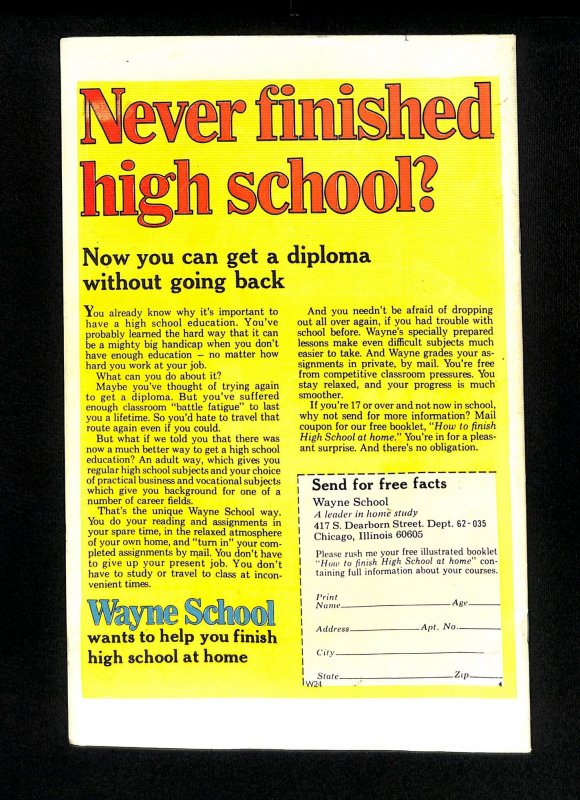 Never finished
high school?
Now you can get a diploma
without going back
You already know why it's important to
have a high school education. You've
probably learned the hard way that it can
be a mighty big handicap when you don't
have enough education — no matter how
hard you work at your job.
What can you do about it?
Maybe you've thought of trying again
to get a diploma. But you've suffered
enough classroom "battle fatigue" to last
you a lifetime. So you'd hate to travel that
route again even if you could.
But what if we told you that there was
now a much better way to get a high school
education? An adult way, which gives you
regular high school subjects and your choice
of practical business and vocational subjects
which give you background for one of a
number of career fields.
That's the unique Wayne School way.
You do your reading and assignments in
your spare time, in the relaxed atmosphere
of your own home, and "turn in" your com-
pleted assignments by mail. You don't have
to give up your present job. You don't
have to study or travel to class at incon-
venient times.
Wayne School
wants to help you finish
high school at home
And you needn't be afraid of dropping
out all over again, if you had trouble with
school before. Wayne's specially prepared
lessons make even difficult subjects much
easier to take. And Wayne grades your as-
signments in private, by mail. You're free
from competitive classroom pressures. You
stay relaxed, and your progress is much
smoother.
If you're 17 or over and not now in school,
why not send for more information? Mail
coupon for our free booklet, "How to finish
High School at home." You're in for a pleas-
ant surprise. And there's no obligation.
Send for free facts
Wayne School
A leader in home study
417 S. Dearborn Street. Dept. 62-035
Chicago, Illinois 60605
Please rush me your free illustrated booklet
"How to finish High School at home" con-
taining full information about your courses.
Print
Name Age
Address Apt. No.
City
State Zip
W24 4